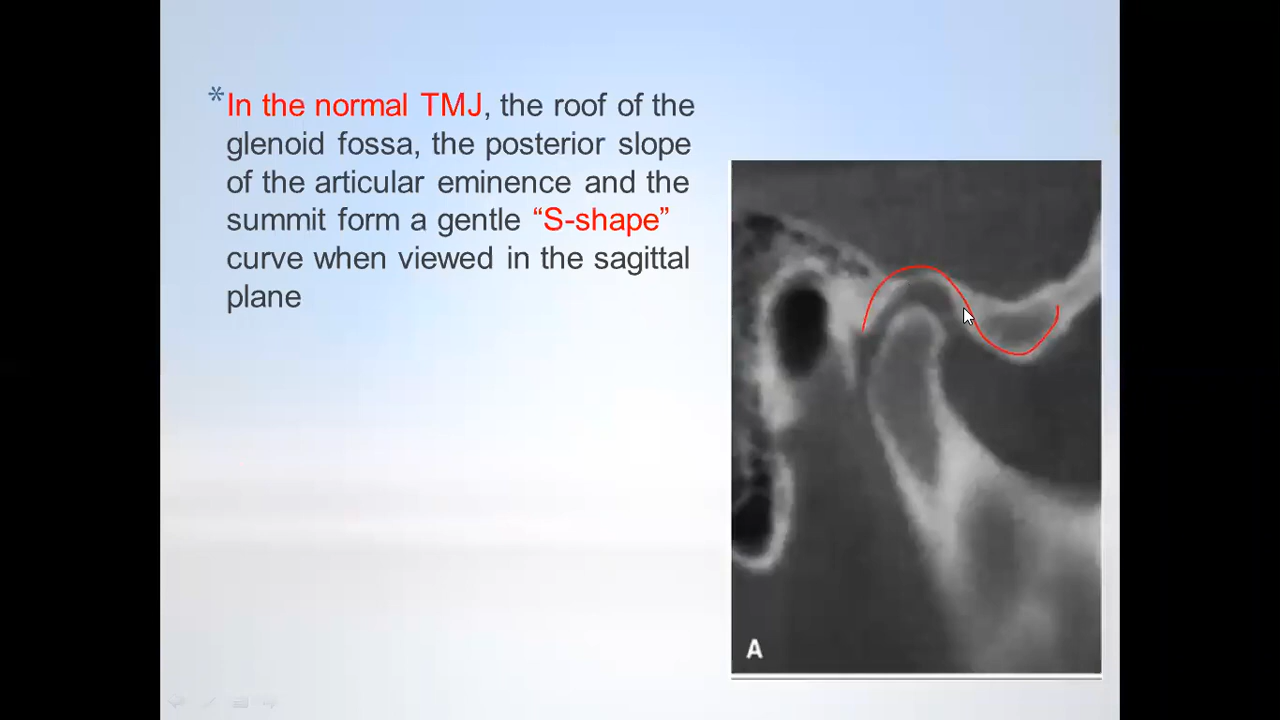 *In the normal TMJ, the roof of the
glenoid fossa, the posterior slope
of the articular eminence and the
summit form a gentle “S-shape”
curve when viewed in the sagittal
plane
A